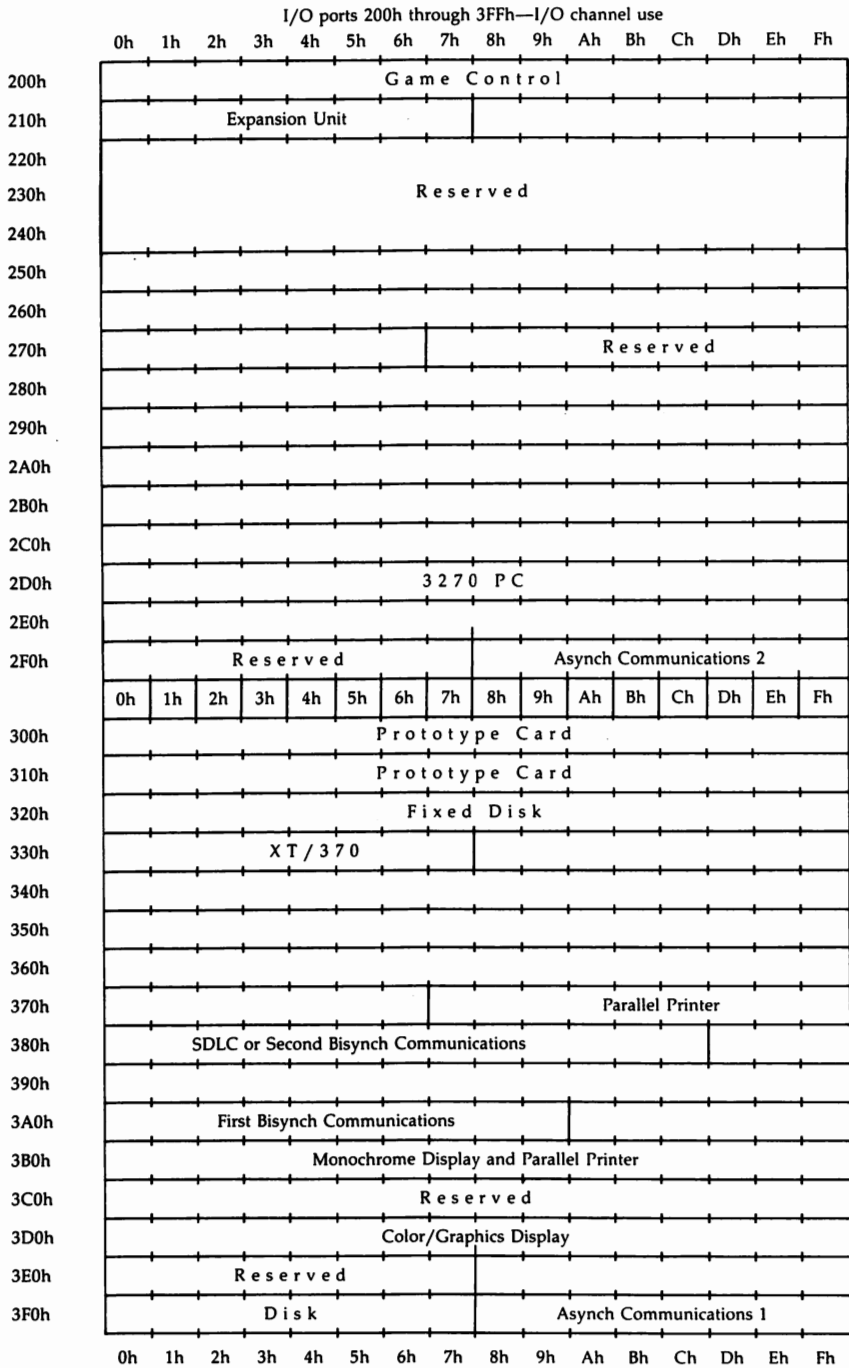 I/O ports 200h through 3FFh—I/O channel use
0h 1h 2h 3h 4h 5h 6h 7h 8h 9h Ah Bh Ch Dh Eh Fh
200h Game Control
210h Expansion Unit
220h
230h Reserved
240h
250h
260h
270h Reserved
280h
290h
2A0h
2B0h
2C0h
2D0h 3270 PC
2E0h
2F0h Reserved Asynch Communications 2
0h 1h 2h 3h 4h 5h 6h 7h 8h 9h Ah Bh Ch Dh Eh Fh
300h Prototype Card
310h Prototype Card
320h Fixed Disk
330h XT/370
340h
350h
360h
370h Parallel Printer
380h SDLC or Second Bisynch Communications
390h
3A0h First Bisynch Communications
3B0h Monochrome Display and Parallel Printer
3C0h Reserved
3D0h Color/Graphics Display
3E0h Reserved
3F0h Disk Asynch Communications 1
0h 1h 2h 3h 4h 5h 6h 7h 8h 9h Ah Bh Ch Dh Eh Fh